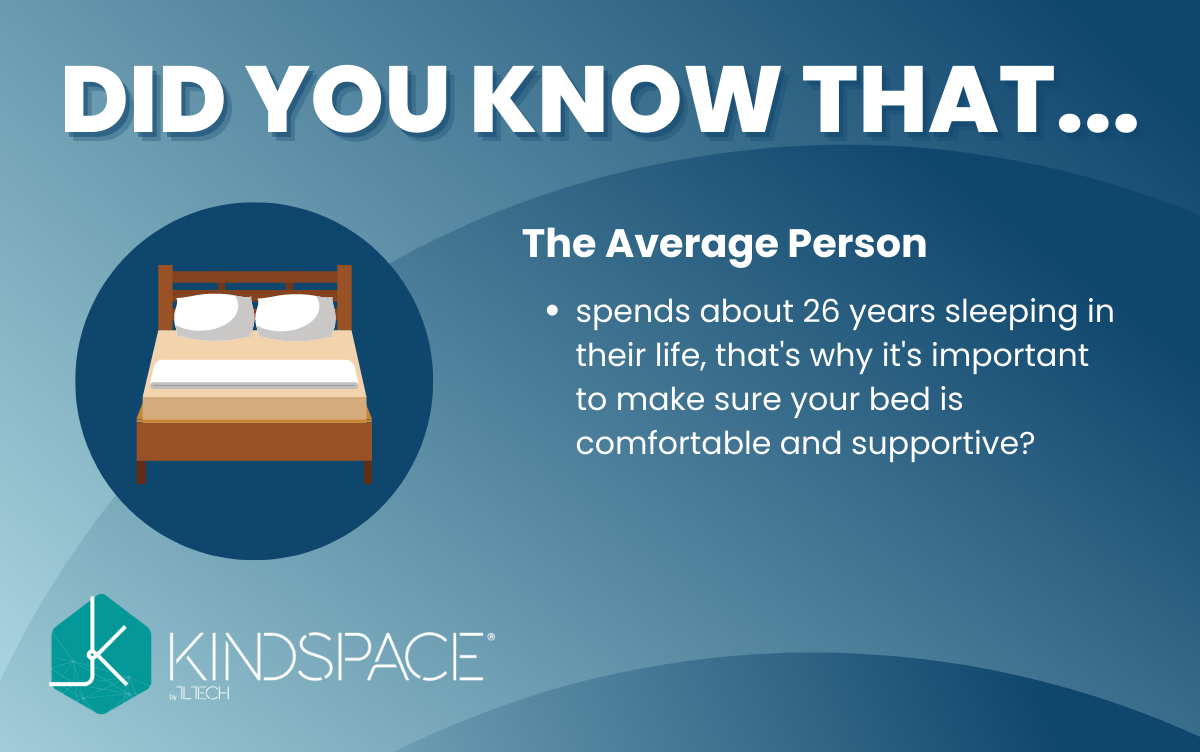 DID YOU KNOW THAT...
The Average Person
• spends about 26 years sleeping in
their life, that's why it's important
to make sure your bed is
comfortable and supportive?
KINDSPACE®
by TLTECH